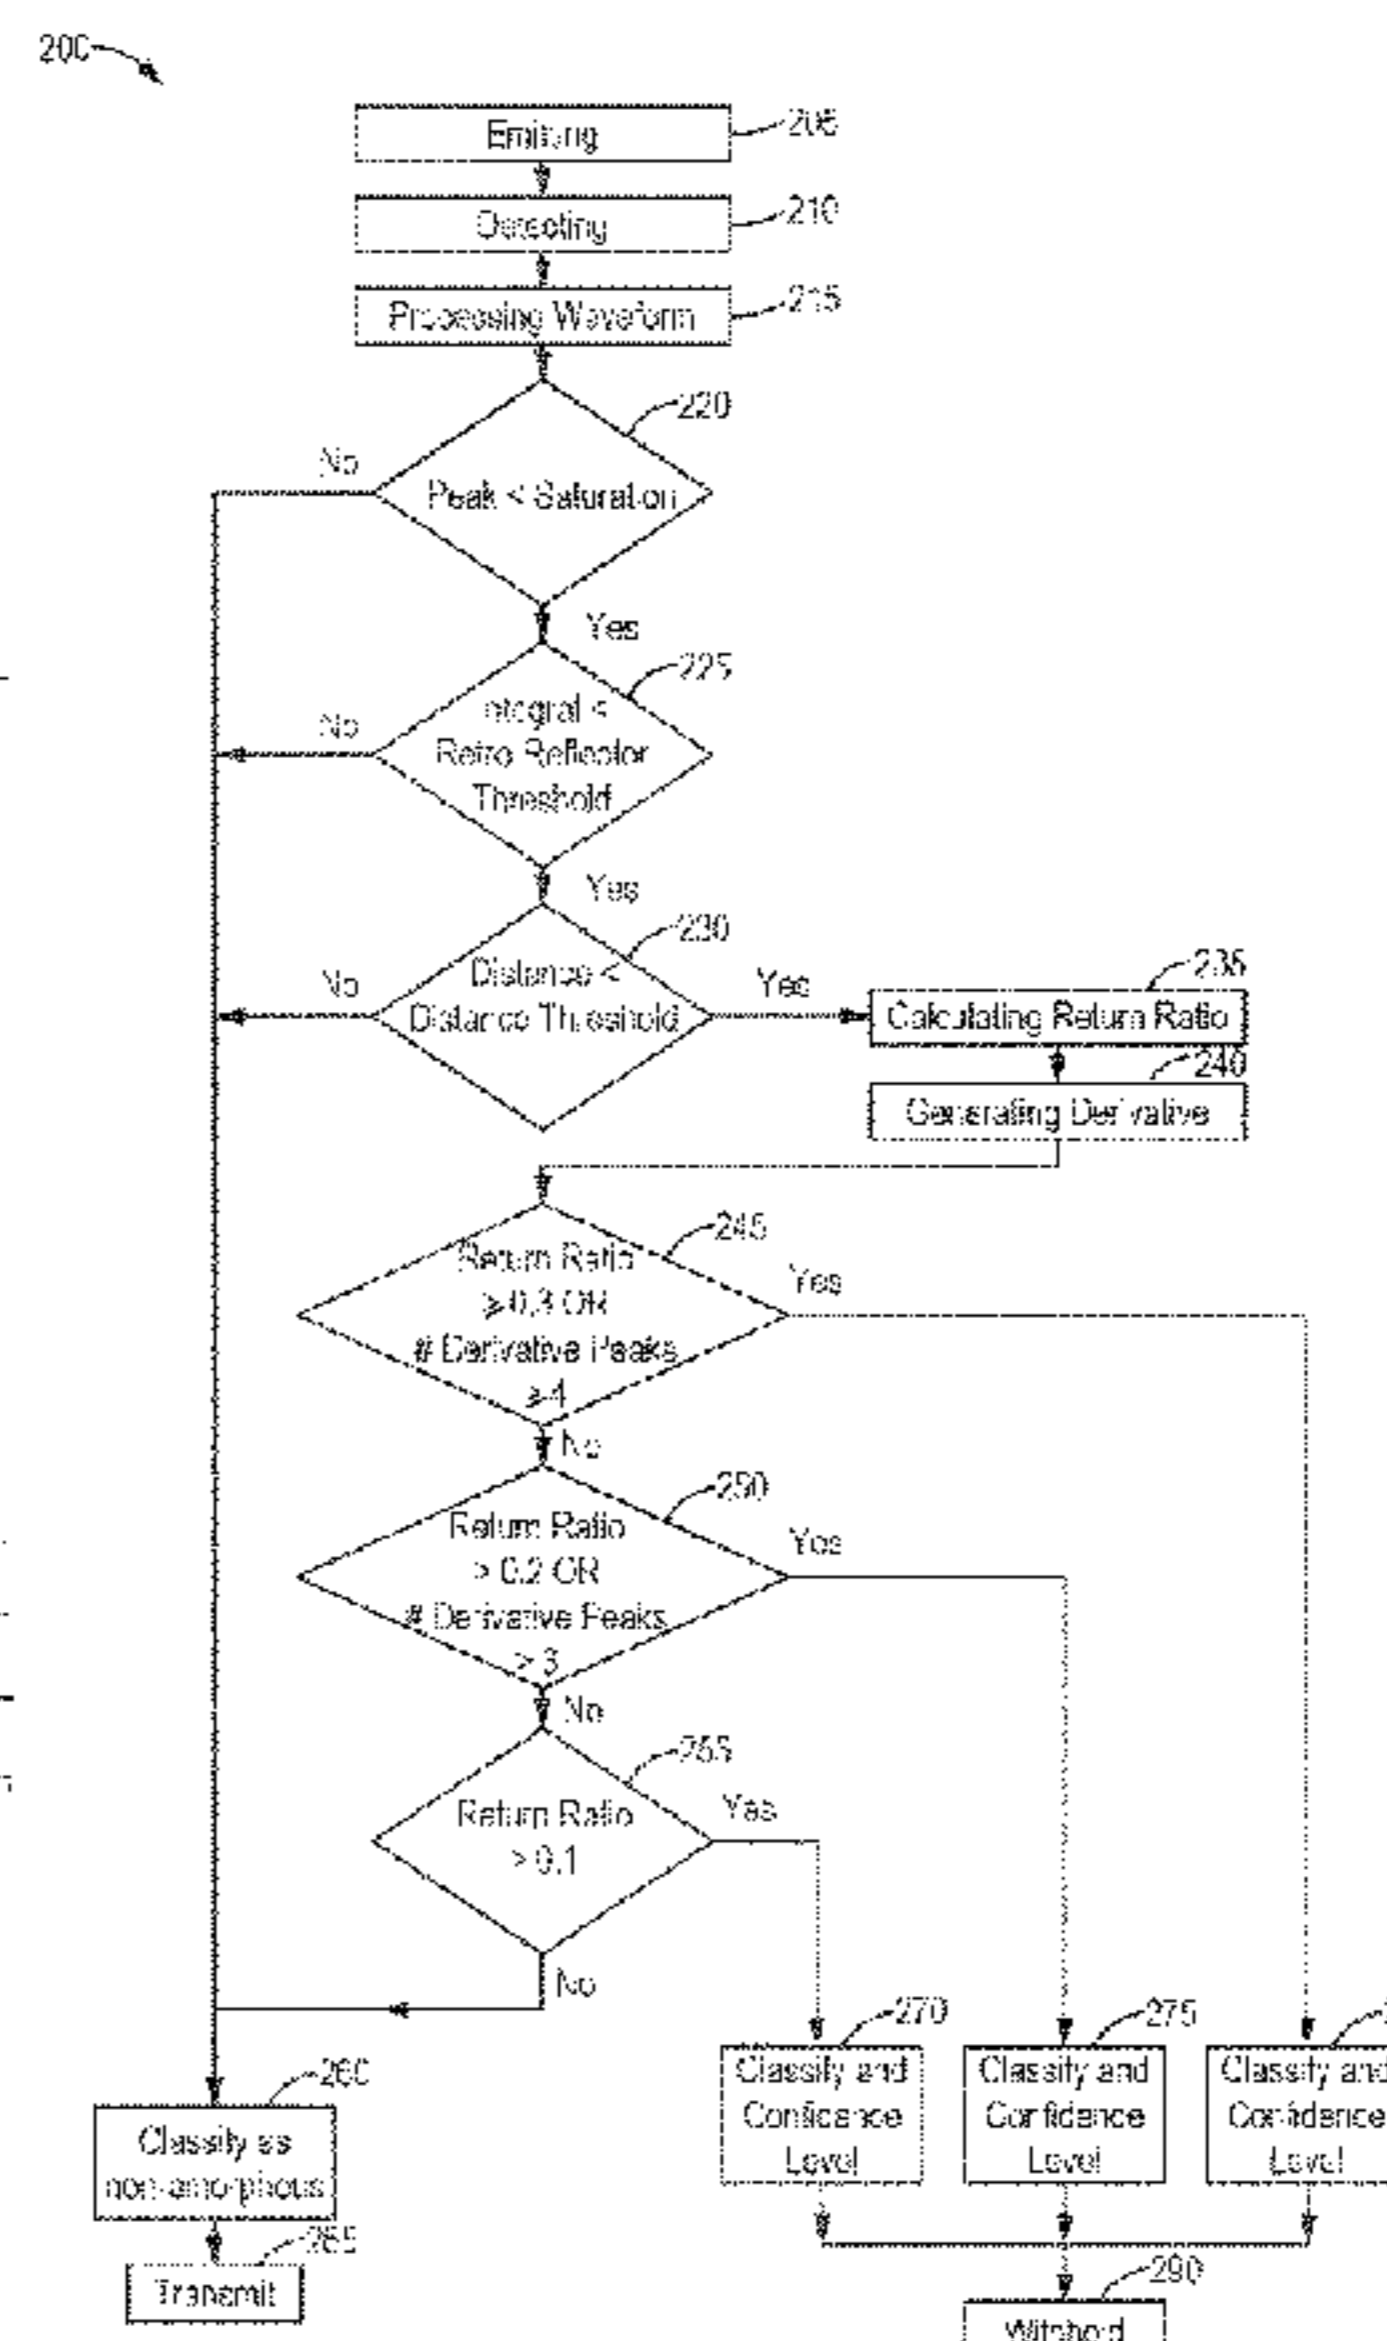 200
Emitting
205
Detecting
210
Processing Waveform
215
220
No
Peak < Saturation
Yes
225
No
Integral <
Retro Reflector
Threshold
Yes
230
No
Distance <
Distance Threshold
Yes
235
Calculating Return Ratio
240
Generating Derivative
245
Return Ratio
> 0.3 OR
# Derivative Peaks
> 4
Yes
No
250
Return Ratio
> 0.2 OR
# Derivative Peaks
> 3
Yes
No
255
Return Ratio
> 0.1
Yes
No
260
Classify as
non-amorphous
265
Transmit
270
Classify and
Confidence
Level
275
Classify and
Confidence
Level
Classify and
Confidence
Level
290
Withhold